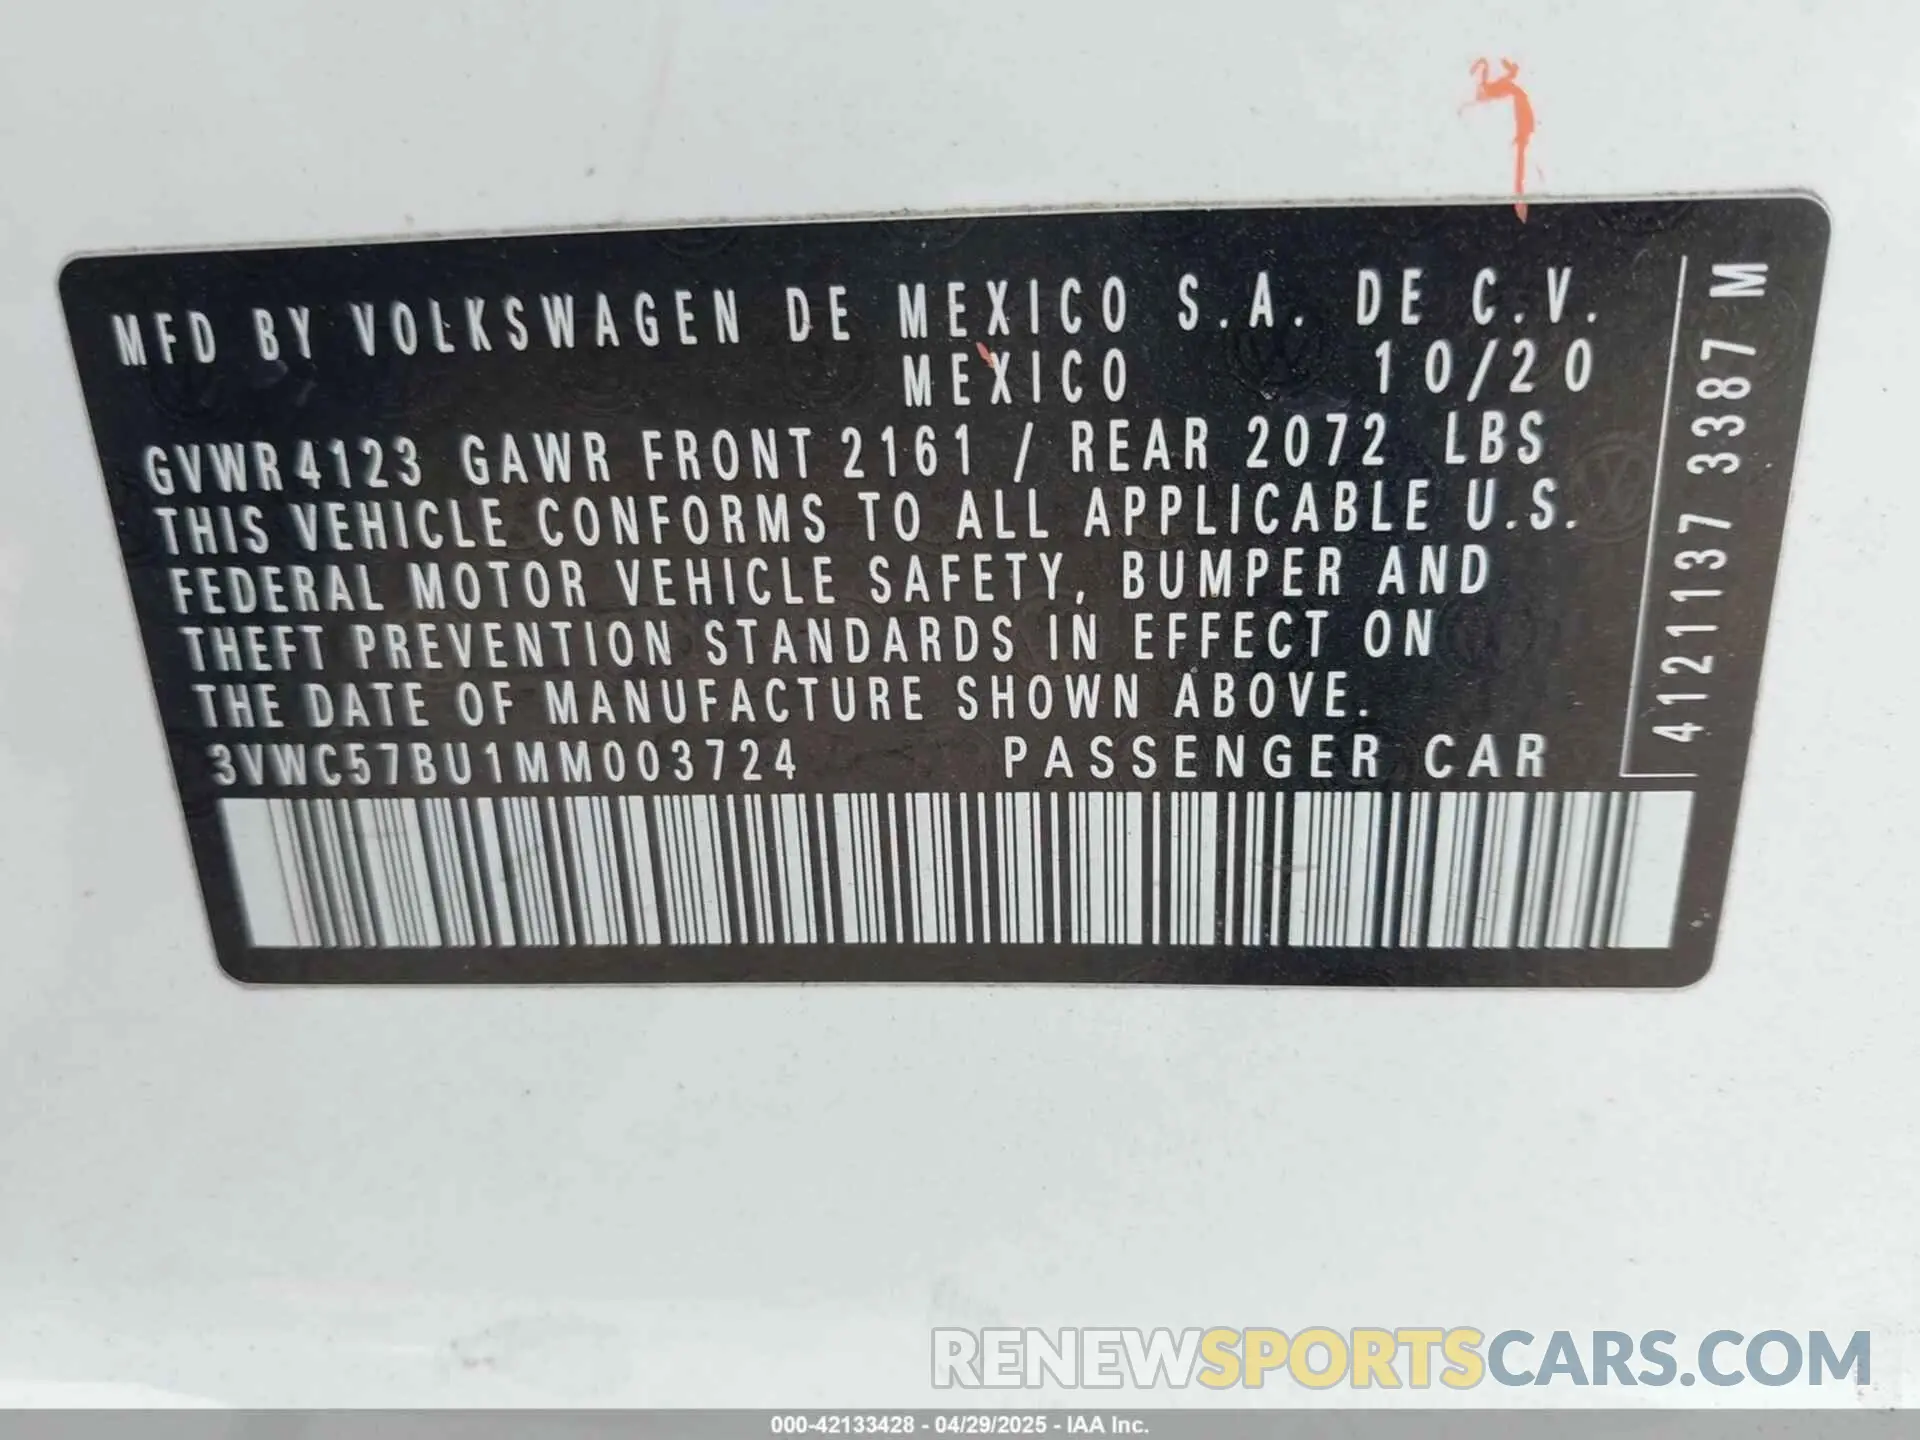 MFD BY VOLKSWAGEN DE MEXICO S.A. DE C.V.
MEXICO 10/20
GVWR 4123 GAWR FRONT 2161 / REAR 2072 LBS
THIS VEHICLE CONFORMS TO ALL APPLICABLE U.S.
FEDERAL MOTOR VEHICLE SAFETY, BUMPER AND
THEFT PREVENTION STANDARDS IN EFFECT ON
THE DATE OF MANUFACTURE SHOWN ABOVE.
3VWC57BU1MM003724 PASSENGER CAR
4121137 3387 M
RENEWSPORTSCARS.COM
000-42133428 - 04/29/2025 - IAA Inc.